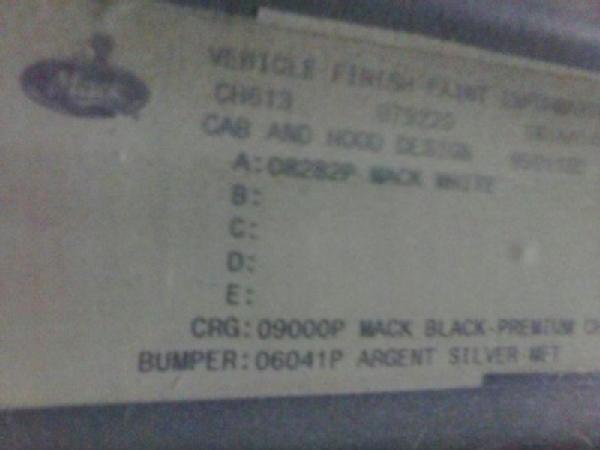 Mack
VEHICLE FINISH PAINT
CH613
CAB AND HOOD DESIGN
A:08282P MACK WHITE
B:
C:
D:
E:
CRG:09000P MACK BLACK-PREMIUM
BUMPER:06041P ARGENT SILVER